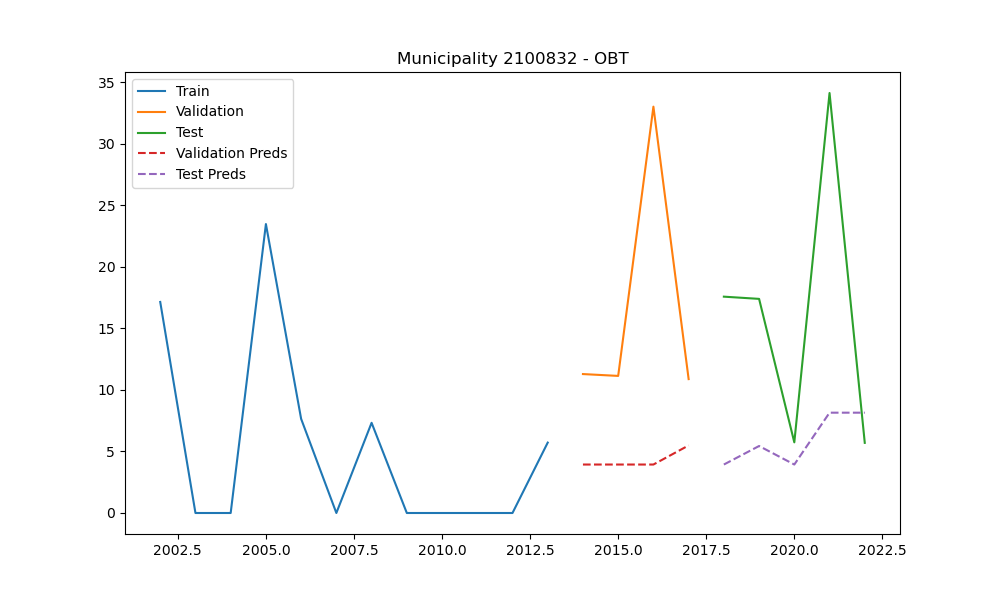 Municipality 2100832 - OBT
Train
Validation
Test
Validation Preds
Test Preds
35
30
25
20
15
10
5
0
2002.5 2005.0 2007.5 2010.0 2012.5 2015.0 2017.5 2020.0 2022.5